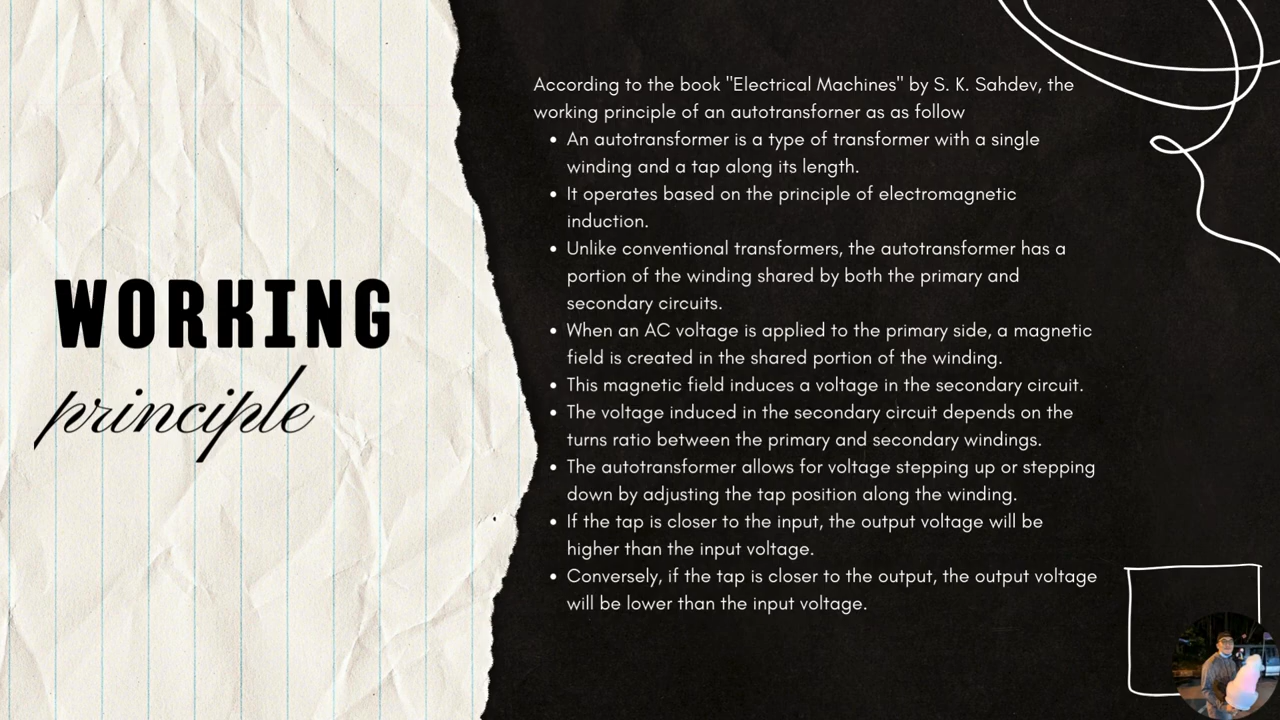 WORKING
principle
According to the book "Electrical Machines" by S. K. Sahdev, the
working principle of an autotransforner as as follow
• An autotransformer is a type of transformer with a single
winding and a tap along its length.
• It operates based on the principle of electromagnetic
induction.
• Unlike conventional transformers, the autotransformer has a
portion of the winding shared by both the primary and
secondary circuits.
• When an AC voltage is applied to the primary side, a magnetic
field is created in the shared portion of the winding.
• This magnetic field induces a voltage in the secondary circuit.
• The voltage induced in the secondary circuit depends on the
turns ratio between the primary and secondary windings.
• The autotransformer allows for voltage stepping up or stepping
down by adjusting the tap position along the winding.
• If the tap is closer to the input, the output voltage will be
higher than the input voltage.
• Conversely, if the tap is closer to the output, the output voltage
will be lower than the input voltage.